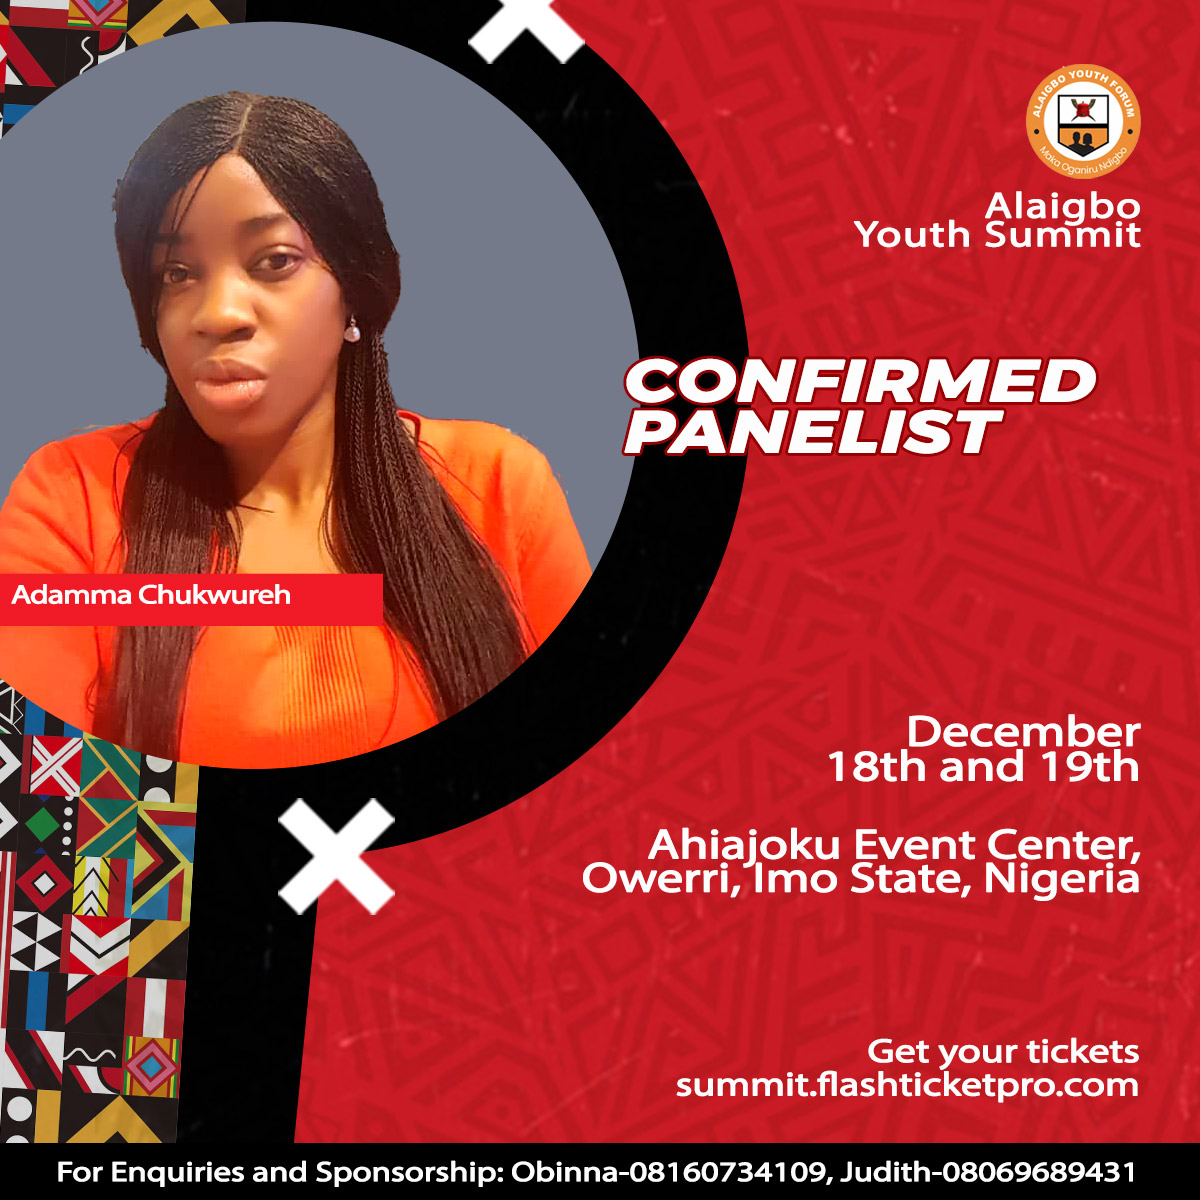 ALAIGBO YOUTH FORUM
Maka Oganiru Ndigbo
Alaigbo
Youth Summit
CONFIRMED
PANELIST
Adamma Chukwureh
December
18th and 19th
Ahiajoku Event Center,
Owerri, Imo State, Nigeria
Get your tickets
summit.flashticketpro.com
For Enquiries and Sponsorship: Obinna-08160734109, Judith-08069689431